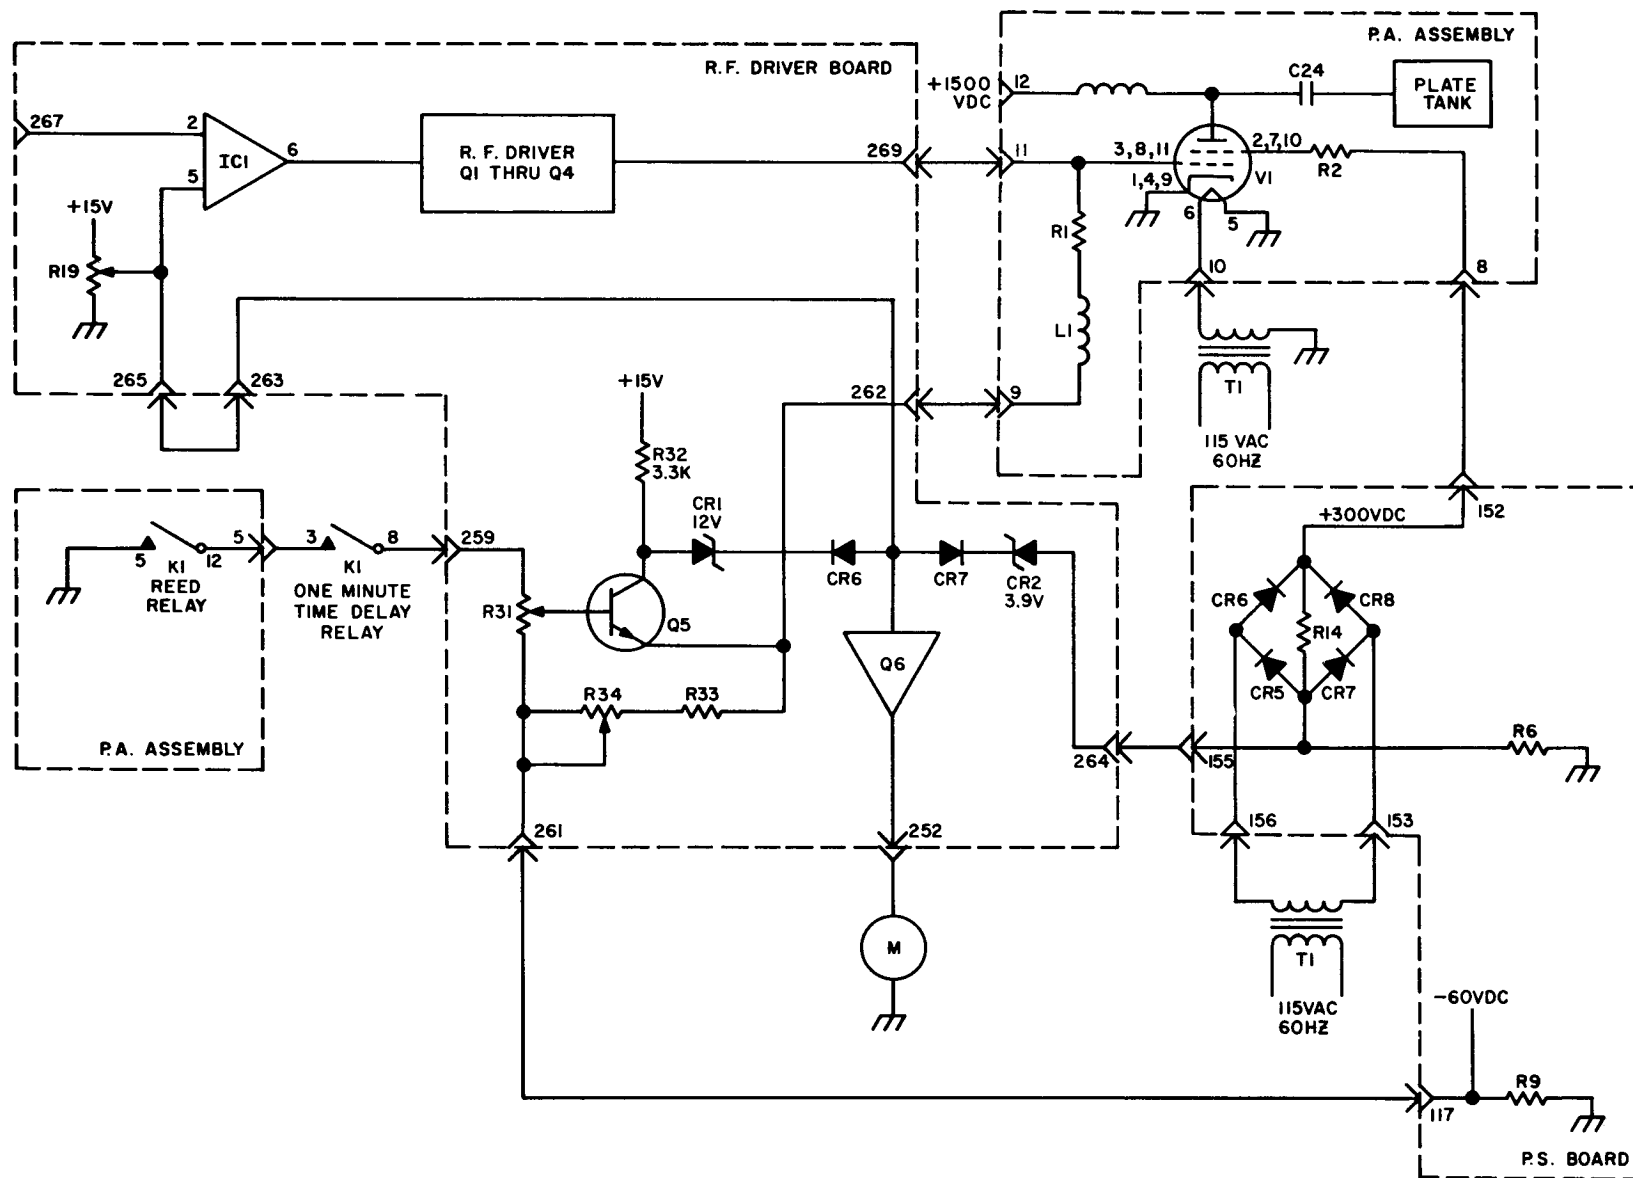 P.A. ASSEMBLY
R.F. DRIVER BOARD
+1500
VDC
12
C24
PLATE
TANK
267
2
IC1
6
5
R. F. DRIVER
Q1 THRU Q4
269
11
3,8,11
2,7,10
R2
V1
1,4,9
6
5
+15V
R19
R1
10
8
L1
T1
115 VAC
60HZ
265
263
262
9
+15V
R32
3.3K
CR1
12V
+300VDC
152
5
K1
12
REED
RELAY
5
3
8
K1
ONE MINUTE
TIME DELAY
RELAY
259
R31
Q5
CR6
CR7
CR2
3.9V
CR6
CR8
R14
CR5
CR7
Q6
R34
R33
P.A. ASSEMBLY
264
155
R6
261
252
156
153
M
T1
115VAC
60HZ
-60VDC
R9
117
P.S. BOARD